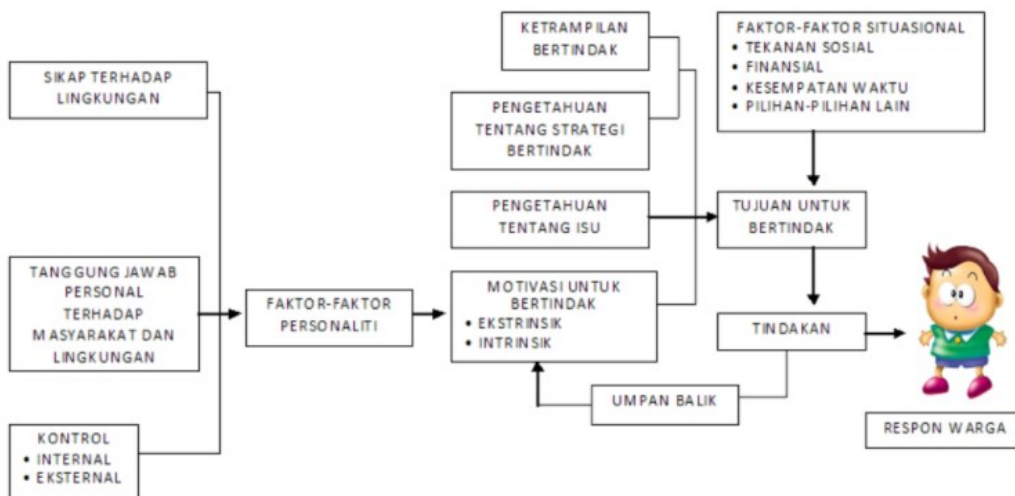 SIKAP TERHADAP
LINGKUNGAN
TANGGUNG JAWAB
PERSONAL
TERHADAP
MASYARAKAT DAN
LINGKUNGAN
KONTROL
• INTERNAL
• EKSTERNAL
FAKTOR-FAKTOR
PERSONALITI
KETRAMPILAN
BERTINDAK
PENGETAHUAN
TENTANG STRATEGI
BERTINDAK
PENGETAHUAN
TENTANG ISU
MOTIVASI UNTUK
BERTINDAK
• EKSTRINSIK
• INTRINSIK
UMPAN BALIK
FAKTOR-FAKTOR SITUASIONAL
• TEKANAN SOSIAL
• FINANSIAL
• KESEMPATAN WAKTU
• PILIHAN-PILIHAN LAIN
TUJUAN UNTUK
BERTINDAK
TINDAKAN
RESPON WARGA